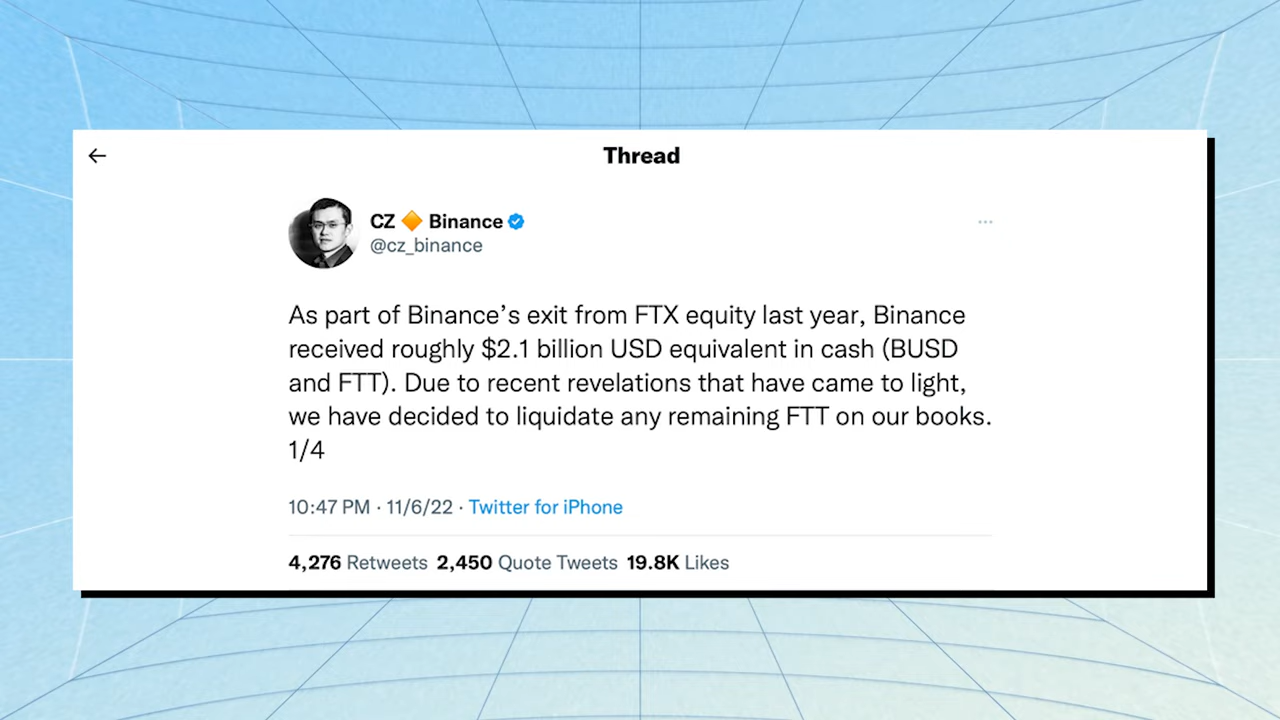 Thread
CZ 🔶 Binance
@cz_binance
As part of Binance’s exit from FTX equity last year, Binance
received roughly $2.1 billion USD equivalent in cash (BUSD
and FTT). Due to recent revelations that have came to light,
we have decided to liquidate any remaining FTT on our books.
1/4
10:47 PM · 11/6/22 · Twitter for iPhone
4,276 Retweets 2,450 Quote Tweets 19.8K Likes